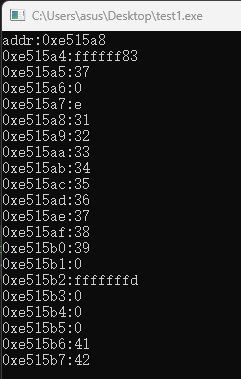 C:\Users\asus\Desktop\test1.exe
addr:0xe515a8
0xe515a4:ffffff83
0xe515a5:37
0xe515a6:0
0xe515a7:e
0xe515a8:31
0xe515a9:32
0xe515aa:33
0xe515ab:34
0xe515ac:35
0xe515ad:36
0xe515ae:37
0xe515af:38
0xe515b0:39
0xe515b1:0
0xe515b2:fffffffd
0xe515b3:0
0xe515b4:0
0xe515b5:0
0xe515b6:41
0xe515b7:42